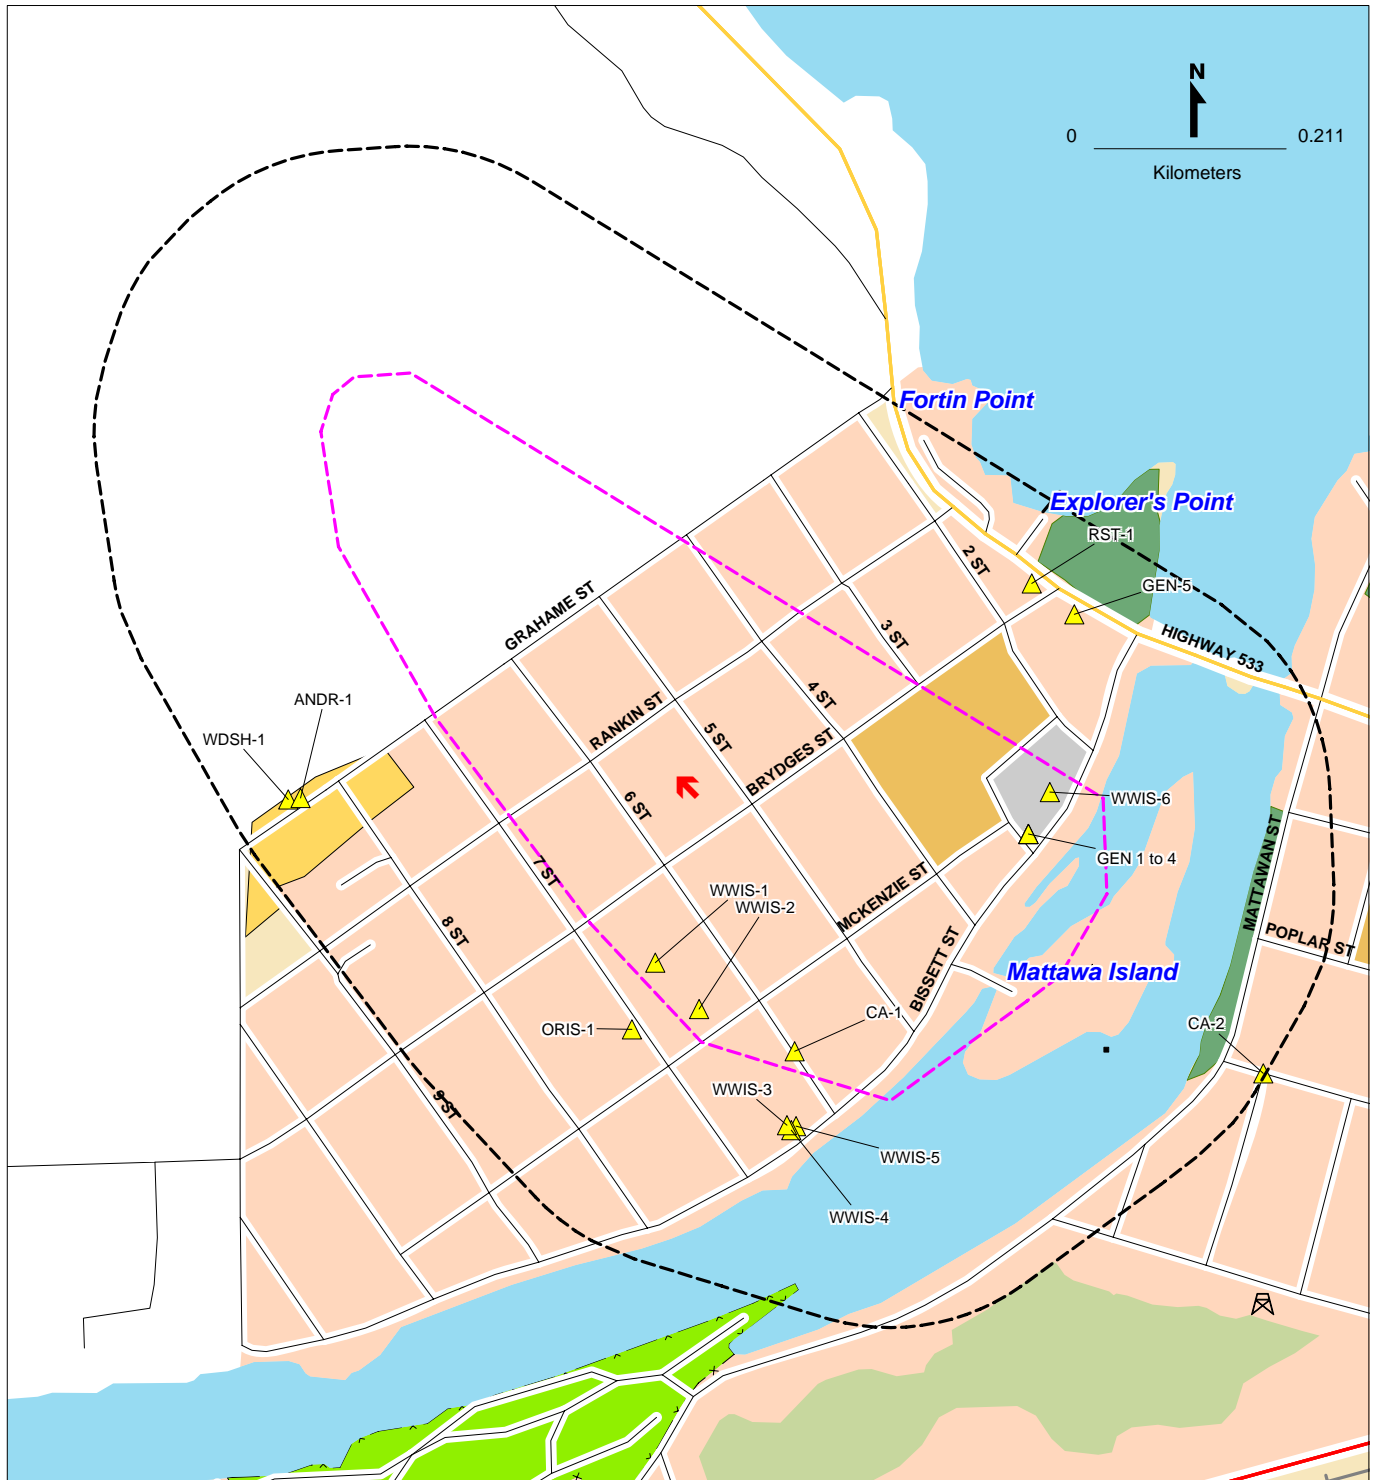 N
0 0.211
Kilometers
Fortin Point
Explorer's Point
RST-1
2 ST
GEN-5
GRAHAME ST
3 ST
HIGHWAY 533
ANDR-1
RANKIN ST
4 ST
WDSH-1
5 ST
BRYDGES ST
6 ST
WWIS-6
GEN 1 to 4
MATTAWAN ST
7 ST
WWIS-1
MCKENZIE ST
WWIS-2
8 ST
POPLAR ST
BISSETT ST
Mattawa Island
CA-1
ORIS-1
CA-2
WWIS-3
9 ST
WWIS-5
WWIS-4